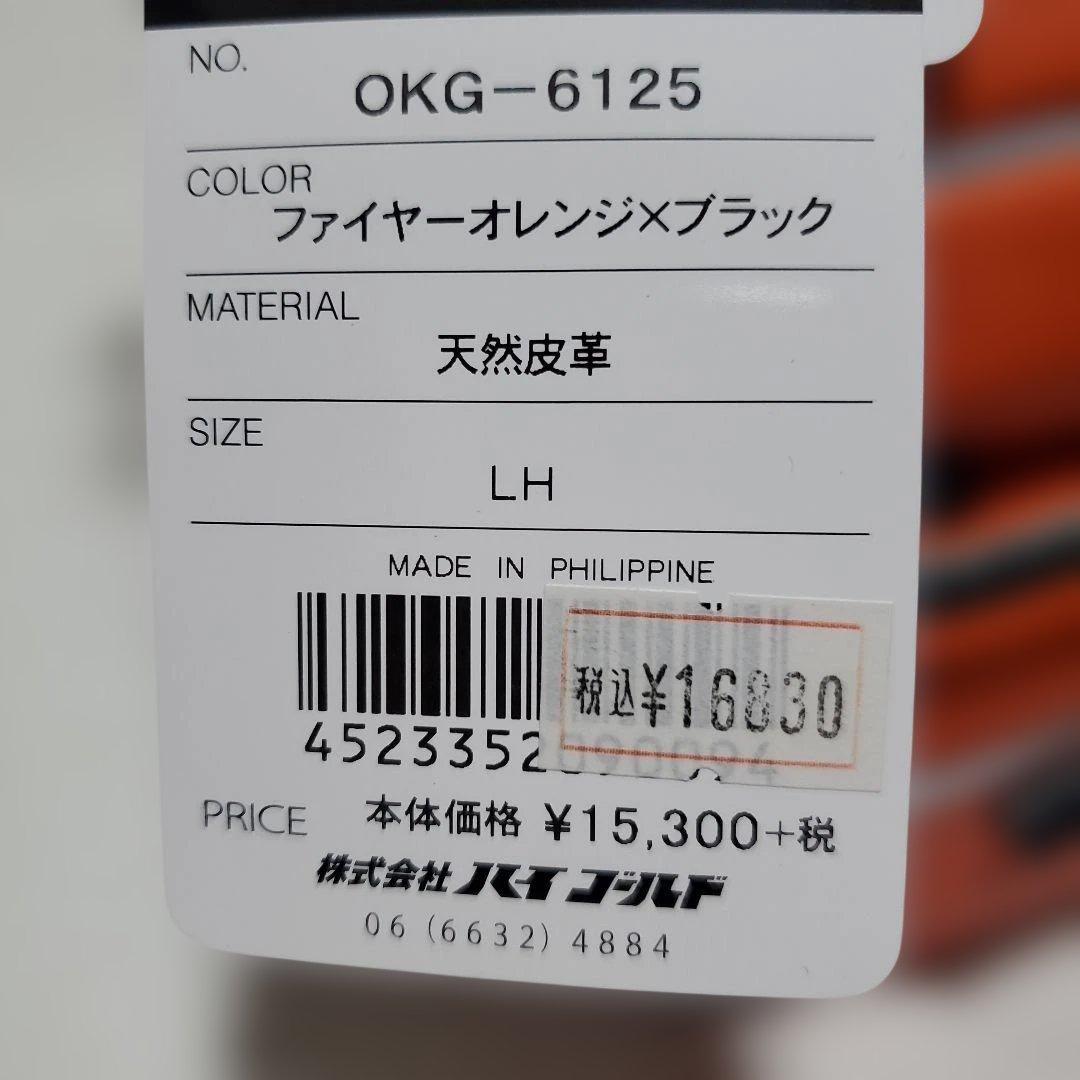 NO.
OKG-6125
COLOR
ファイヤーオレンジ×ブラック
MATERIAL
天然皮革
SIZE
LH
MADE IN PHILIPPINE
税込¥16830
4523352
PRICE 本体価格 ¥15,300+税
株式会社 ハイゴールド
06 (6632) 4884